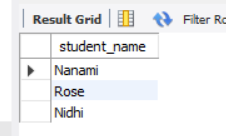 Result Grid Filter Ro
student_name
Nanami
Rose
Nidhi